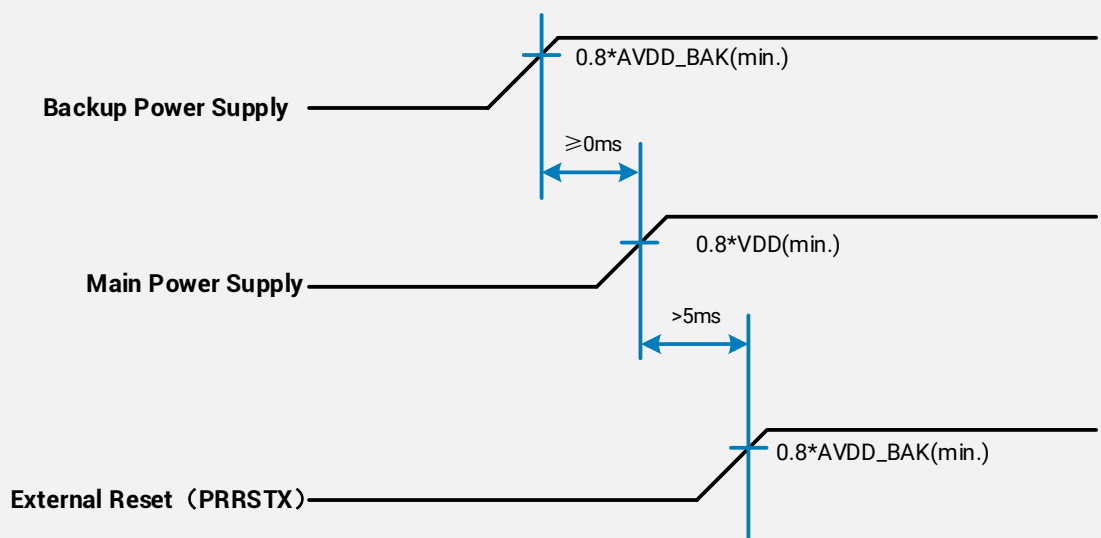 0.8*AVDD_BAK(min.)
Backup Power Supply
≥0ms
0.8*VDD(min.)
Main Power Supply
>5ms
0.8*AVDD_BAK(min.)
External Reset（PRRSTX）